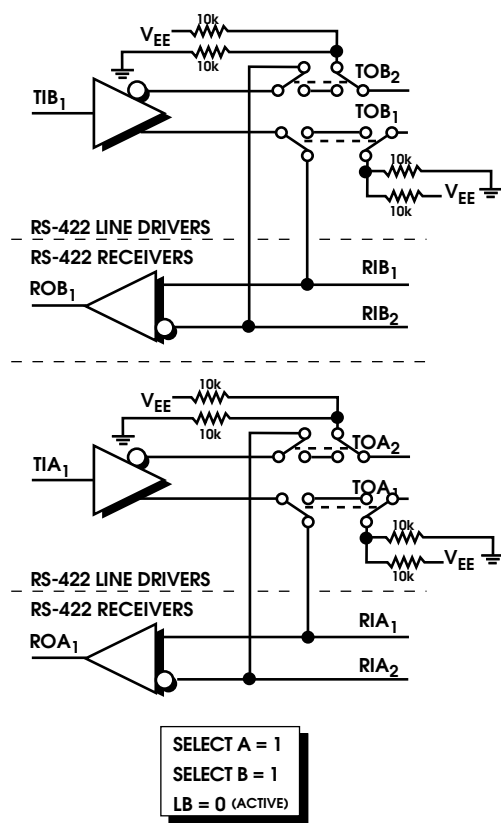 10k
VEE
10k
TOB2
TIB1
TOB1
10k
VEE
10k
RS-422 LINE DRIVERS
RS-422 RECEIVERS
ROB1
RIB1
RIB2
10k
VEE
10k
TOA2
TIA1
TOA1
10k
VEE
10k
RS-422 LINE DRIVERS
RS-422 RECEIVERS
ROA1
RIA1
RIA2
SELECT A = 1
SELECT B = 1
LB = 0 (ACTIVE)